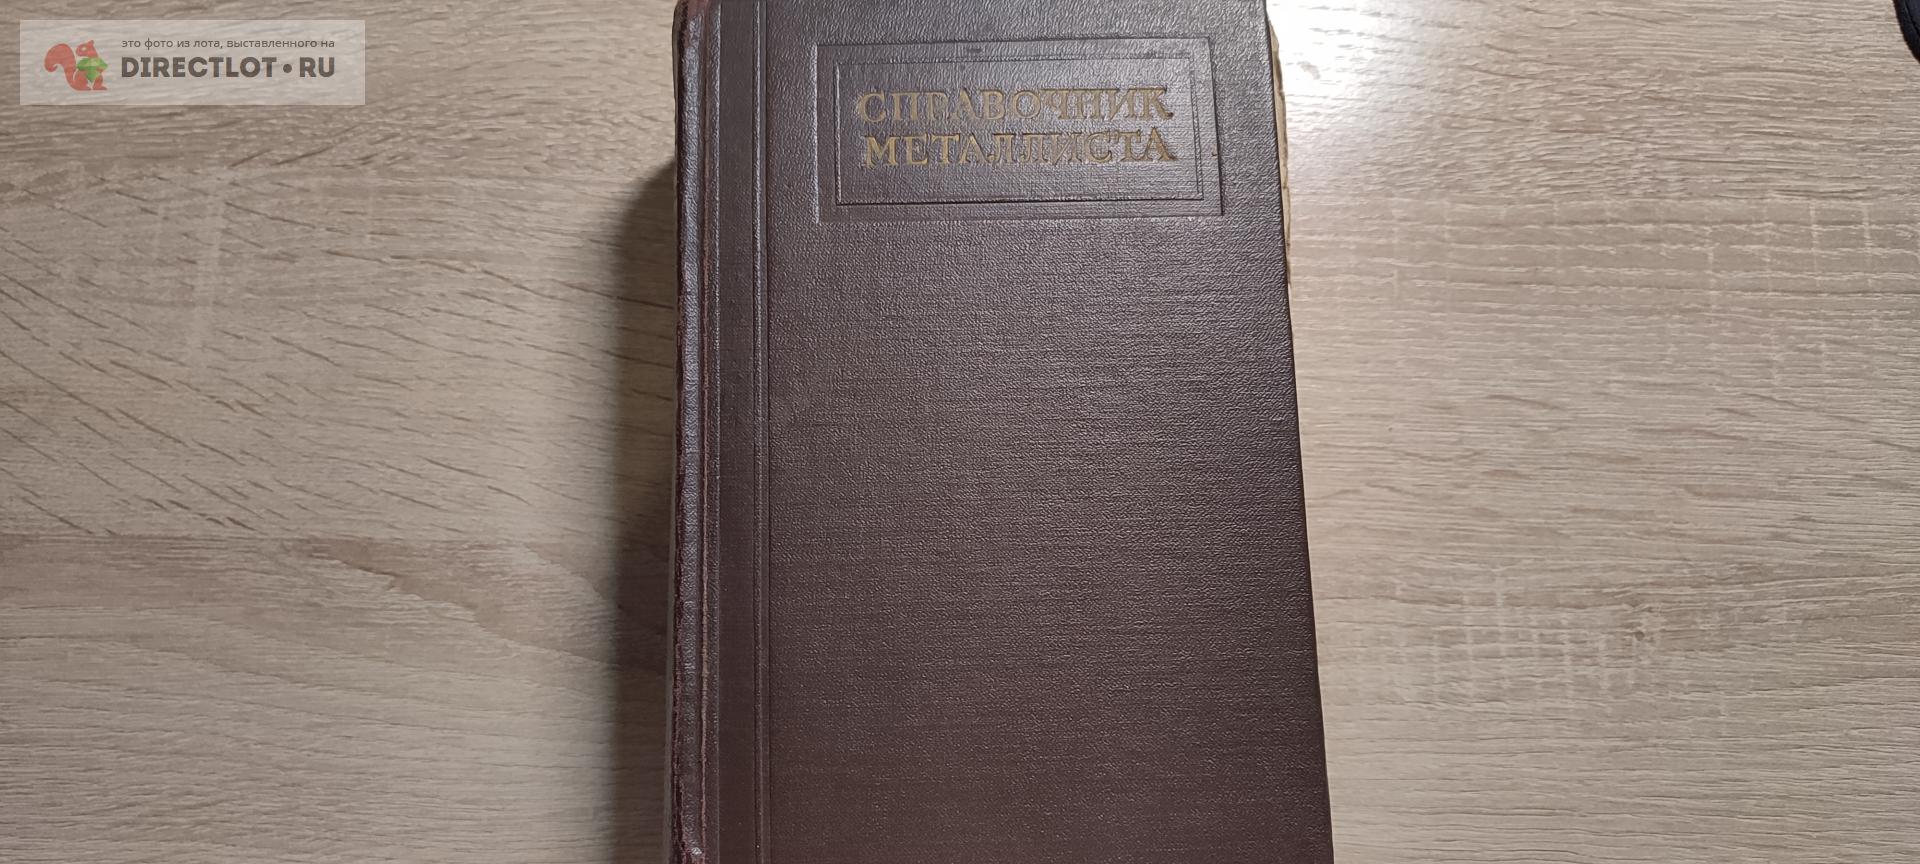 это фото из лота, выставленного на
DIRECTLOT•RU
СПРАВОЧНИК
МЕТАЛЛИСТА